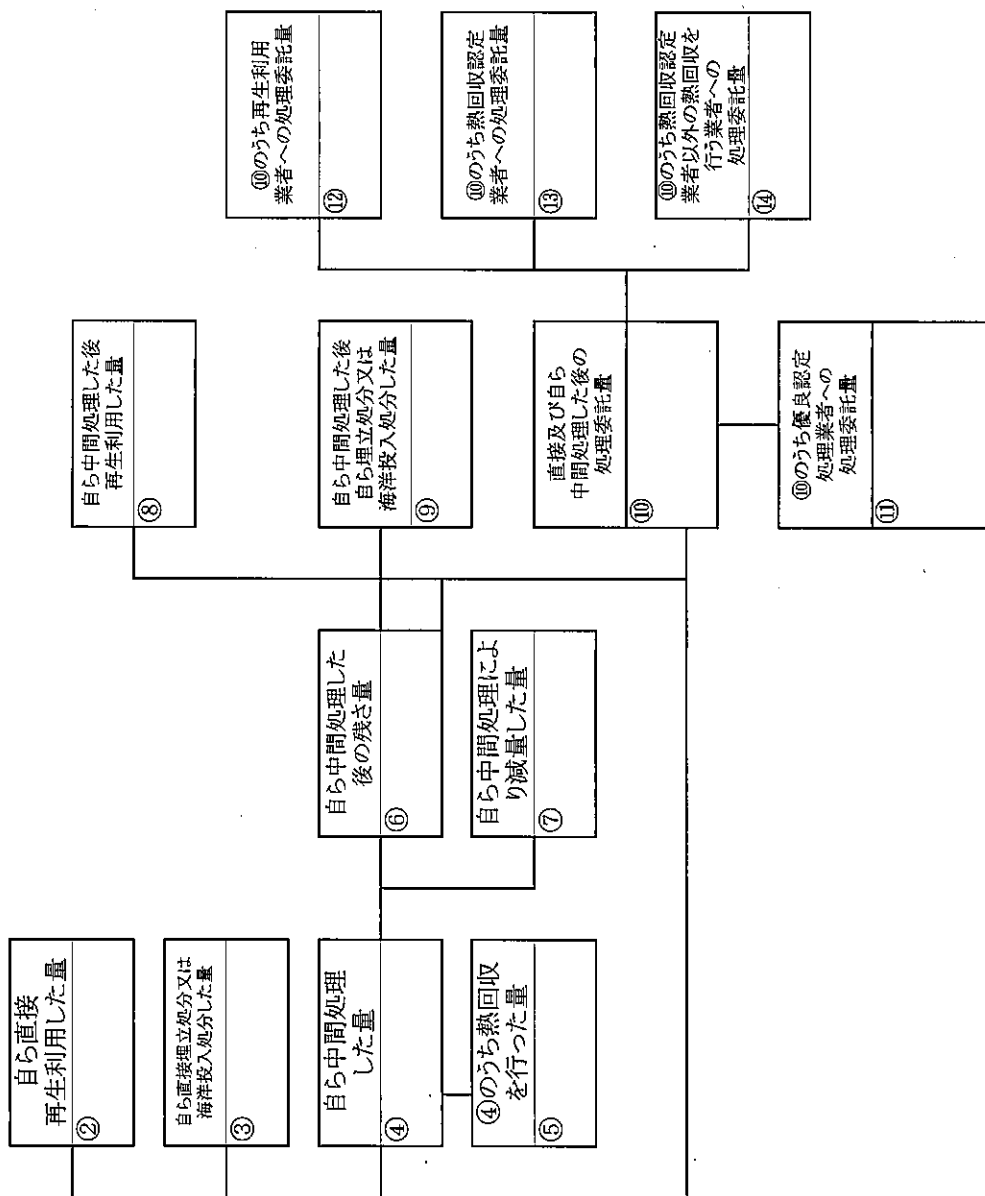 自ら直接
再生利用した量
②
自ら直接埋立処分又は
海洋投入処分した量
③
自ら中間処理
した量
④
④のうち熱回収
を行った量
⑤
自ら中間処理した
後の残さ量
⑥
自ら中間処理によ
り減量した量
⑦
自ら中間処理した後
再生利用した量
⑧
自ら中間処理した後
自ら埋立処分又は
海洋投入処分した量
⑨
直接及び自ら
中間処理した後の
処理委託量
⑩
⑩のうち優良認定
処理業者への
処理委託量
⑪
⑩のうち再生利用
業者への処理委託量
⑫
⑩のうち熱回収認定
業者への処理委託量
⑬
⑩のうち熱回収認定
業者以外の熱回収を
行う業者への
処理委託量
⑭